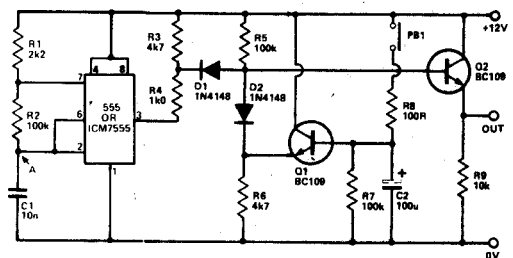 R1
2k2
R2
100k
A
C1
10n
4
8
7
6
2
3
1
555
OR
ICM7555
R3
4k7
R4
1k0
D1
1N4148
R5
100k
D2
1N4148
R6
4k7
Q1
BC109
R7
100k
PB1
R8
100R
+
C2
100u
Q2
BC109
R9
10k
+12V
OUT
0V